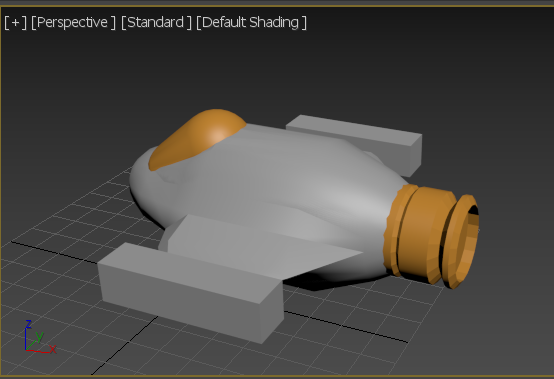 [+] [Perspective ] [Standard ] [Default Shading ]
z
y
x